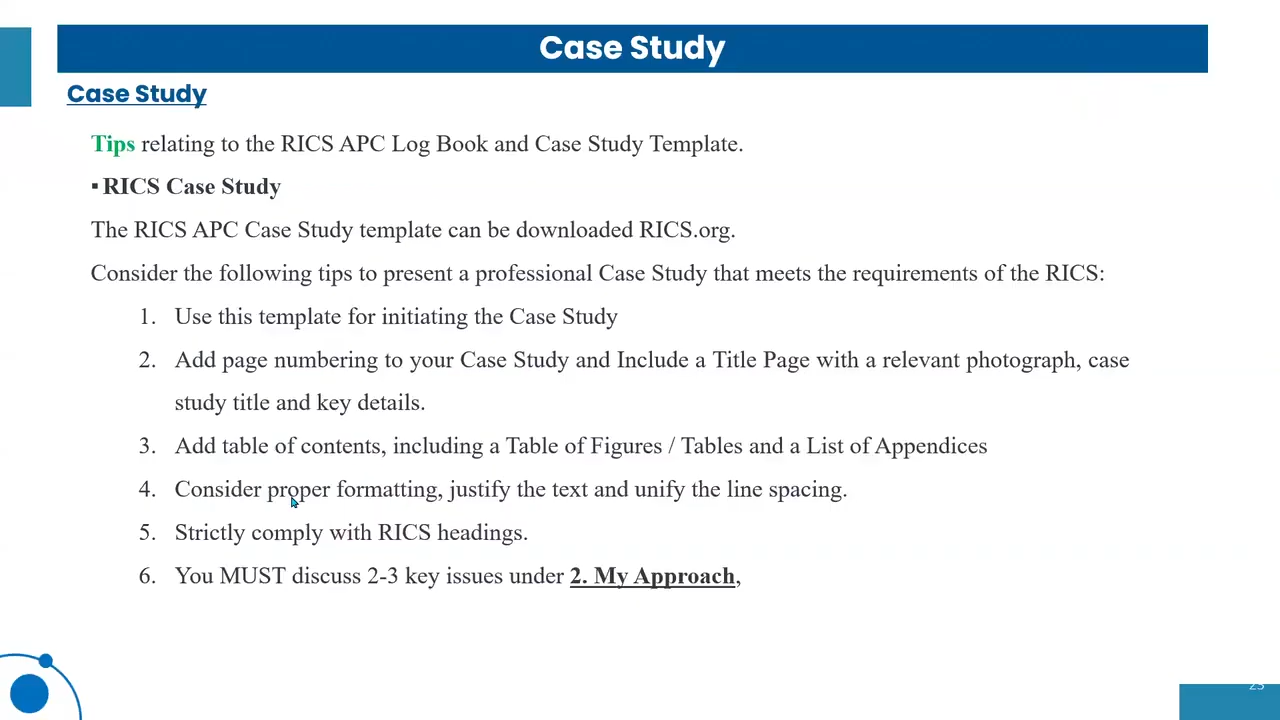 Case Study
Case Study
Tips relating to the RICS APC Log Book and Case Study Template.
▪ RICS Case Study
The RICS APC Case Study template can be downloaded RICS.org.
Consider the following tips to present a professional Case Study that meets the requirements of the RICS:
1. Use this template for initiating the Case Study
2. Add page numbering to your Case Study and Include a Title Page with a relevant photograph, case
study title and key details.
3. Add table of contents, including a Table of Figures / Tables and a List of Appendices
4. Consider proper formatting, justify the text and unify the line spacing.
5. Strictly comply with RICS headings.
6. You MUST discuss 2-3 key issues under 2. My Approach,